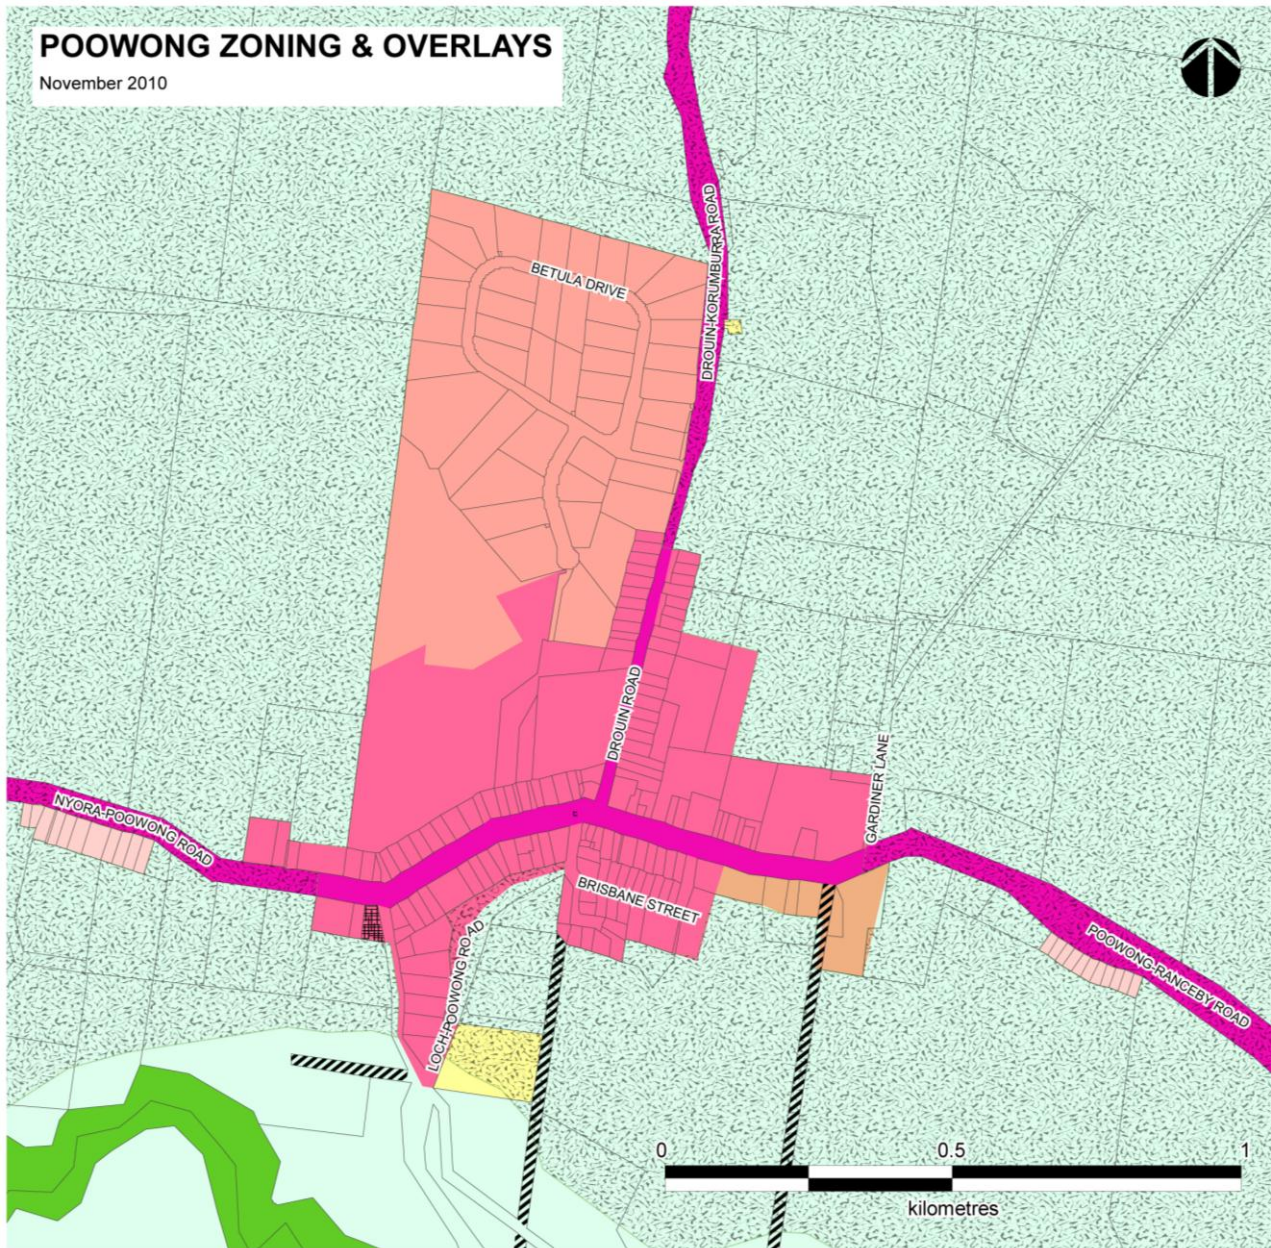 POOWONG ZONING & OVERLAYS
November 2010
DROUIN-KORUMBURRA ROAD
BETULA DRIVE
DROUIN ROAD
GARDINER LANE
NYORA-POOWONG ROAD
BRISBANE STREET
LOCH-POOWONG ROAD
POOWONG-RANCEBY ROAD
0 0.5 1
kilometres